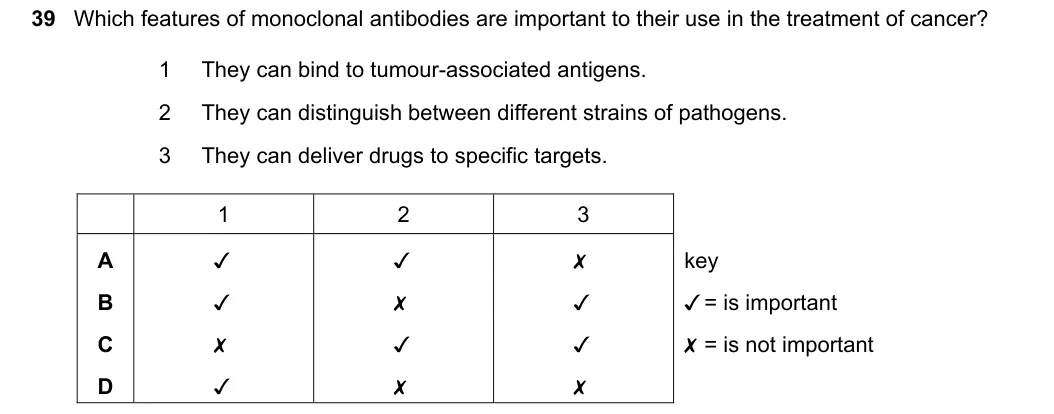 39 Which features of monoclonal antibodies are important to their use in the treatment of cancer?
1 They can bind to tumour-associated antigens.
2 They can distinguish between different strains of pathogens.
3 They can deliver drugs to specific targets.
1 2 3
A ✓ ✓ ✗ key
B ✓ ✗ ✓ ✓ = is important
C ✗ ✓ ✓ ✗ = is not important
D ✓ ✗ ✗